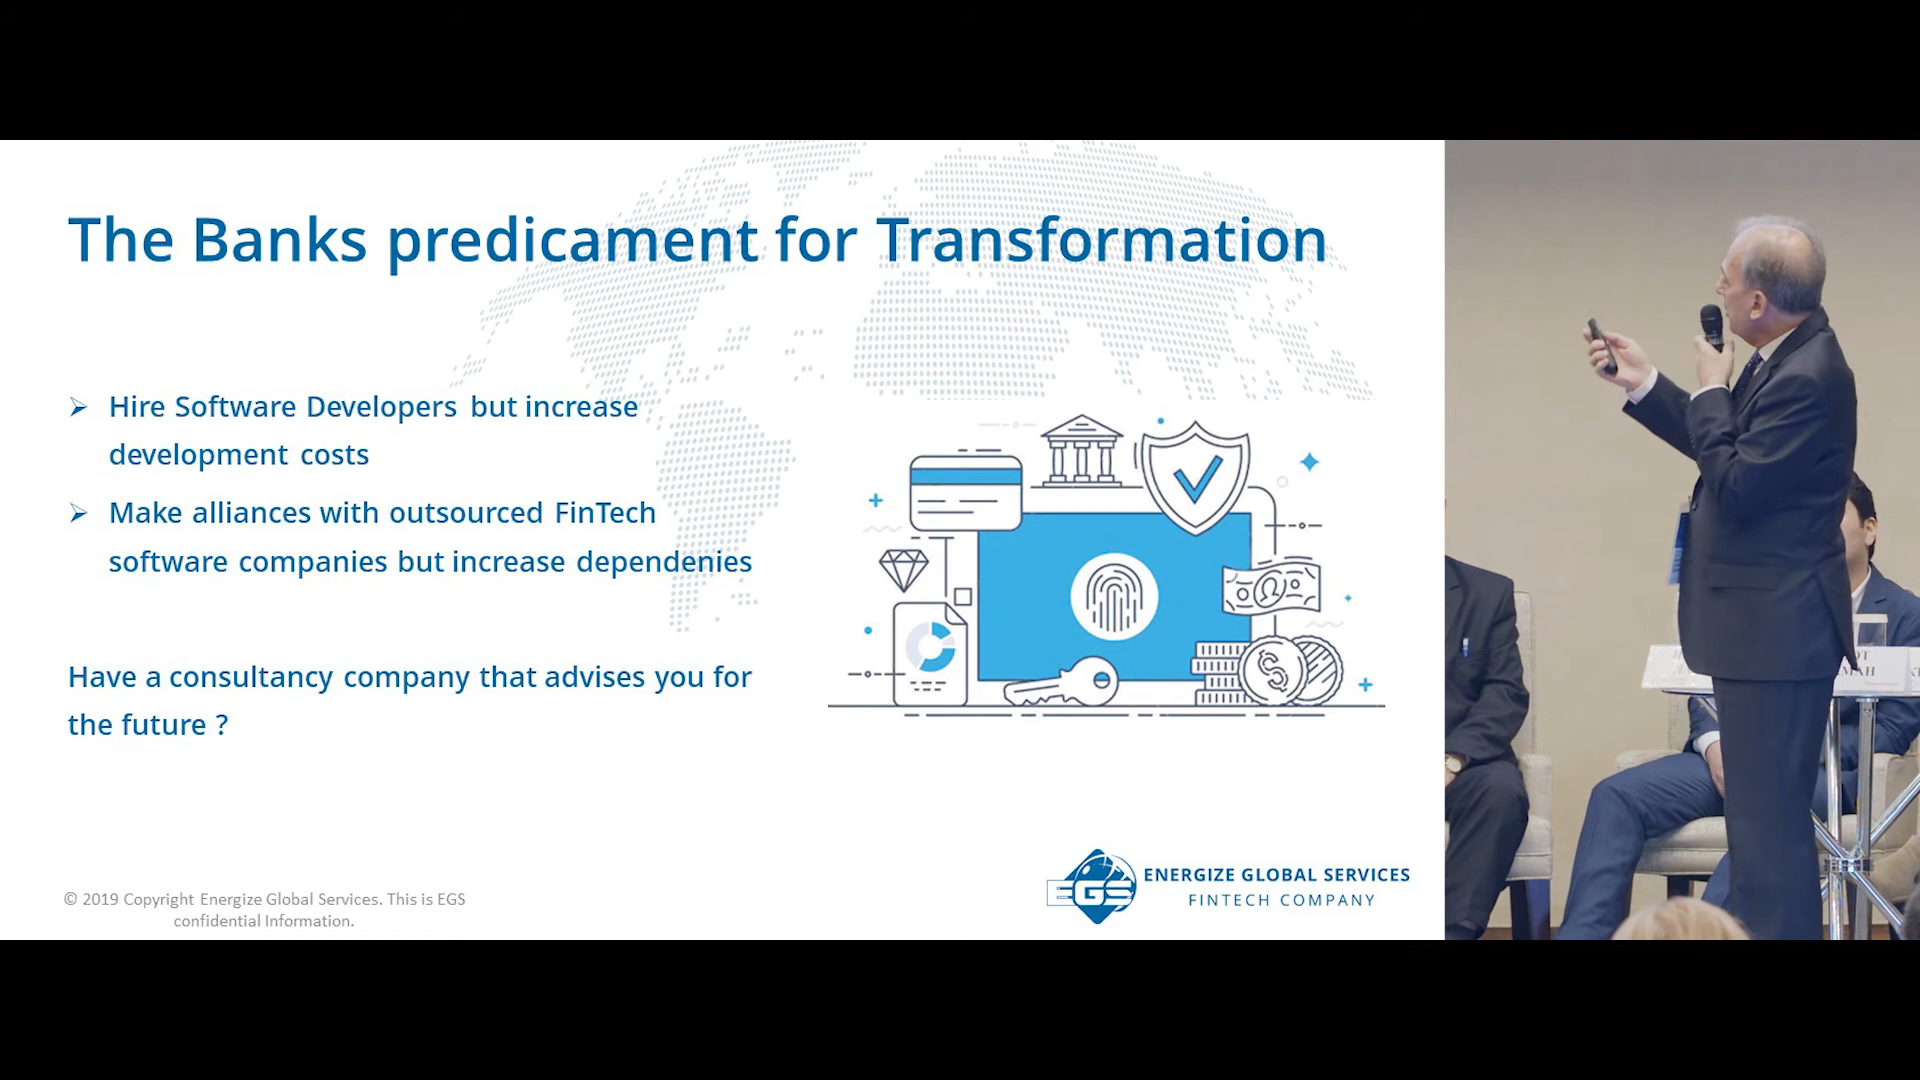 The Banks predicament for Transformation
Hire Software Developers but increase
development costs
Make alliances with outsourced FinTech
software companies but increase dependenies
Have a consultancy company that advises you for
the future ?
© 2019 Copyright Energize Global Services. This is EGS
confidential Information.
EGS
ENERGIZE GLOBAL SERVICES
FINTECH COMPANY